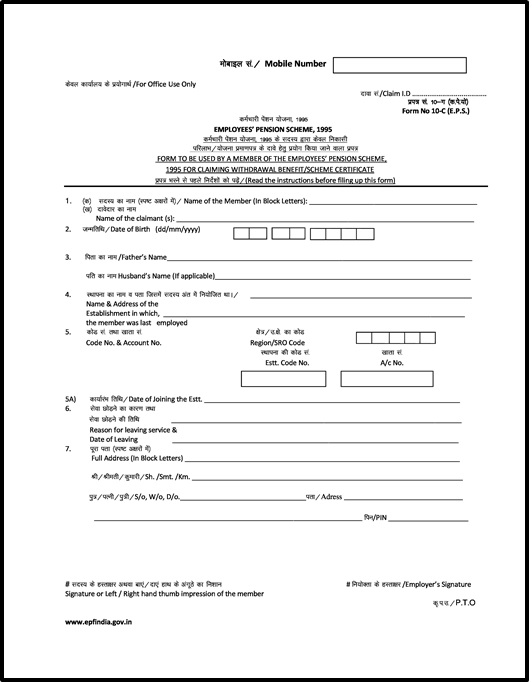 मोबाइल सं./ Mobile Number
केवल कार्यालय के प्रयोगार्थ /For Office Use Only
दावा सं/Claim I.D ......................................
प्रपत्र सं. 10–ग (क.पे.यो)
Form No 10-C (E.P.S.)
कर्मचारी पेंशन योजना, 1995
EMPLOYEES' PENSION SCHEME, 1995
कर्मचारी पेंशन योजना, 1995 के सदस्य द्वारा केवल निकासी
परिलाभ/योजना प्रमाणपत्र के दावे हेतु प्रयोग किया जाने वाला प्रपत्र
FORM TO BE USED BY A MEMBER OF THE EMPLOYEES' PENSION SCHEME,
1995 FOR CLAIMING WITHDRAWAL BENEFIT/SCHEME CERTIFICATE
प्रपत्र भरने से पहले निर्देशों को पढ़ें/(Read the instructions before filing up this form)
1. (क) सदस्य का नाम (स्पष्ट अक्षरों में)/ Name of the Member (In Block Letters):
(ख) दावेदार का नाम
Name of the claimant (s):
2. जन्मतिथि/Date of Birth (dd/mm/yyyy)
3. पिता का नाम /Father's Name
पति का नाम Husband's Name (If applicable)
4. स्थापना का नाम व पता जिसमें सदस्य अंत में नियोजित था।/
Name & Address of the
Establishment in which,
the member was last employed
5. कोड सं. तथा खाता सं. क्षेत्र/उ.क्षे. का कोड
Code No. & Account No. Region/SRO Code
स्थापना की कोड सं. खाता सं.
Estt. Code No. A/c No.
5A) कार्यारंभ तिथि/Date of Joining the Estt.
6. सेवा छोडने का कारण तथा
सेवा छोडने की तिथि
Reason for leaving service &
Date of Leaving
7. पूरा पता (स्पष्ट अक्षरों में)
Full Address (In Block Letters)
श्री/श्रीमती/कुमारी/Sh. /Smt. /Km.
पुत्र/पत्नी/पुत्री/S/o, W/o, D/o. पता/Adress
पिन/PIN
# सदस्य के हस्ताक्षर अथवा बाएं/दाएं हाथ के अंगूठे का निशान # नियोक्ता के हस्ताक्षर /Employer's Signature
Signature or Left / Right hand thumb impression of the member
कृ.प.उ./P.T.O
www.epfindia.gov.in